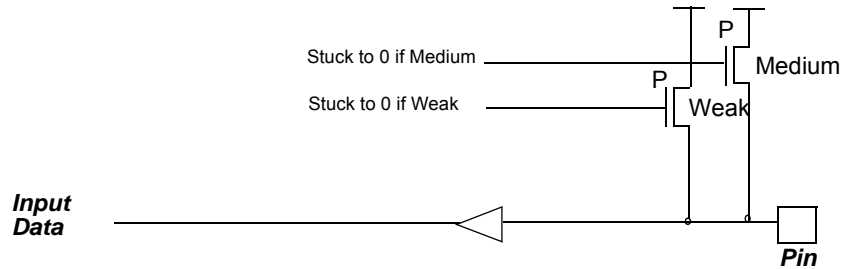 P
Stuck to 0 if Medium
Medium
P
Stuck to 0 if Weak
Weak
Input
Data
Pin